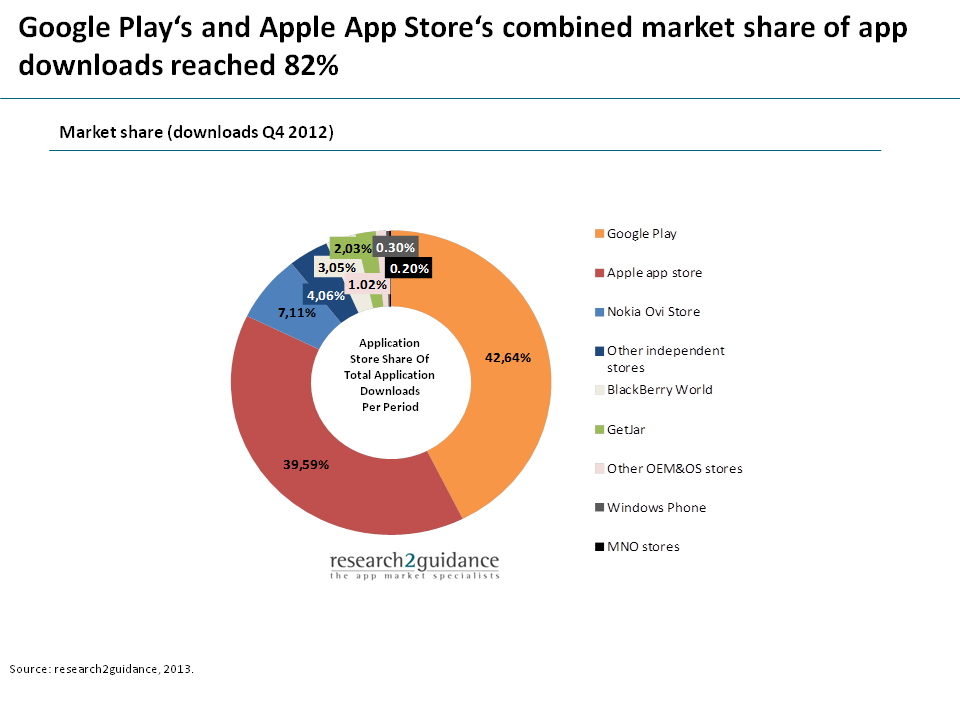 Google Play‘s and Apple App Store‘s combined market share of app
downloads reached 82%
Market share (downloads Q4 2012)
2,03%
0.30%
3,05%
0.20%
1.02%
4,06%
7,11%
42,64%
39,59%
Application
Store Share Of
Total Application
Downloads
Per Period
Google Play
Apple app store
Nokia Ovi Store
Other independent
stores
BlackBerry World
GetJar
Other OEM&OS stores
Windows Phone
MNO stores
research2guidance
the app market specialists
Source: research2guidance, 2013.